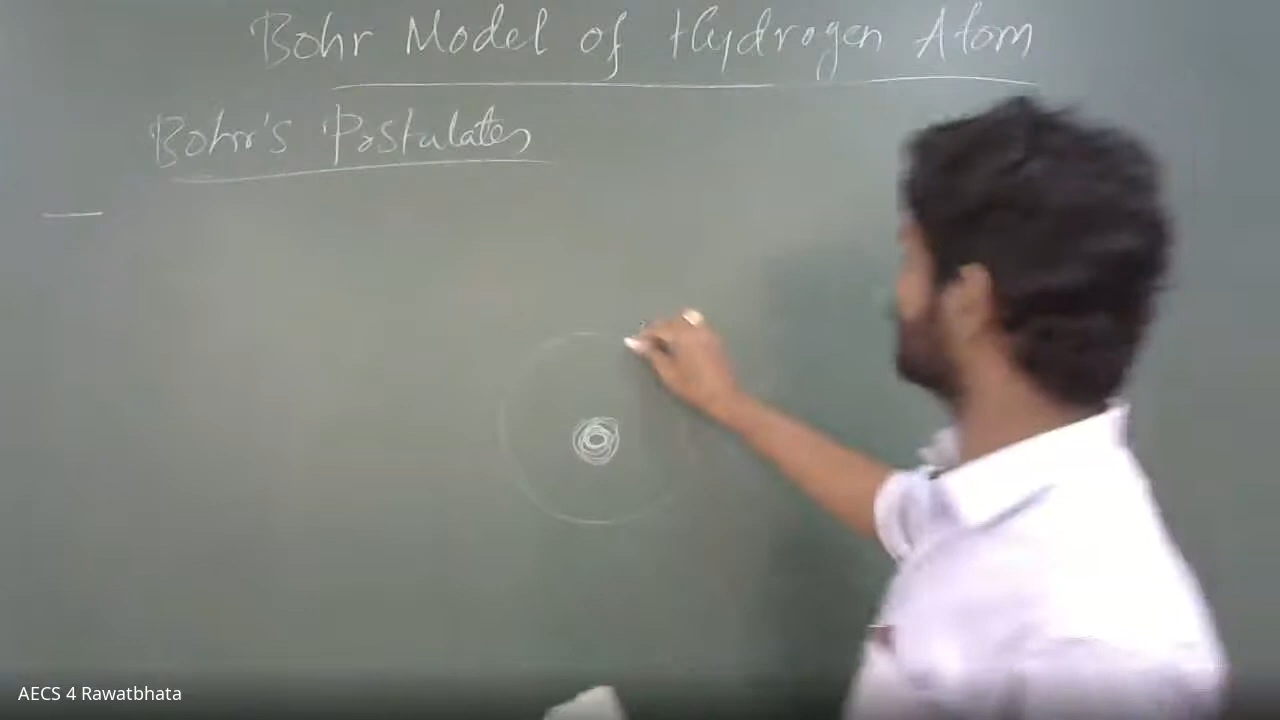 Bohr Model of Hydrogen Atom
Bohr's Postulates
AECS 4 Rawatbhata